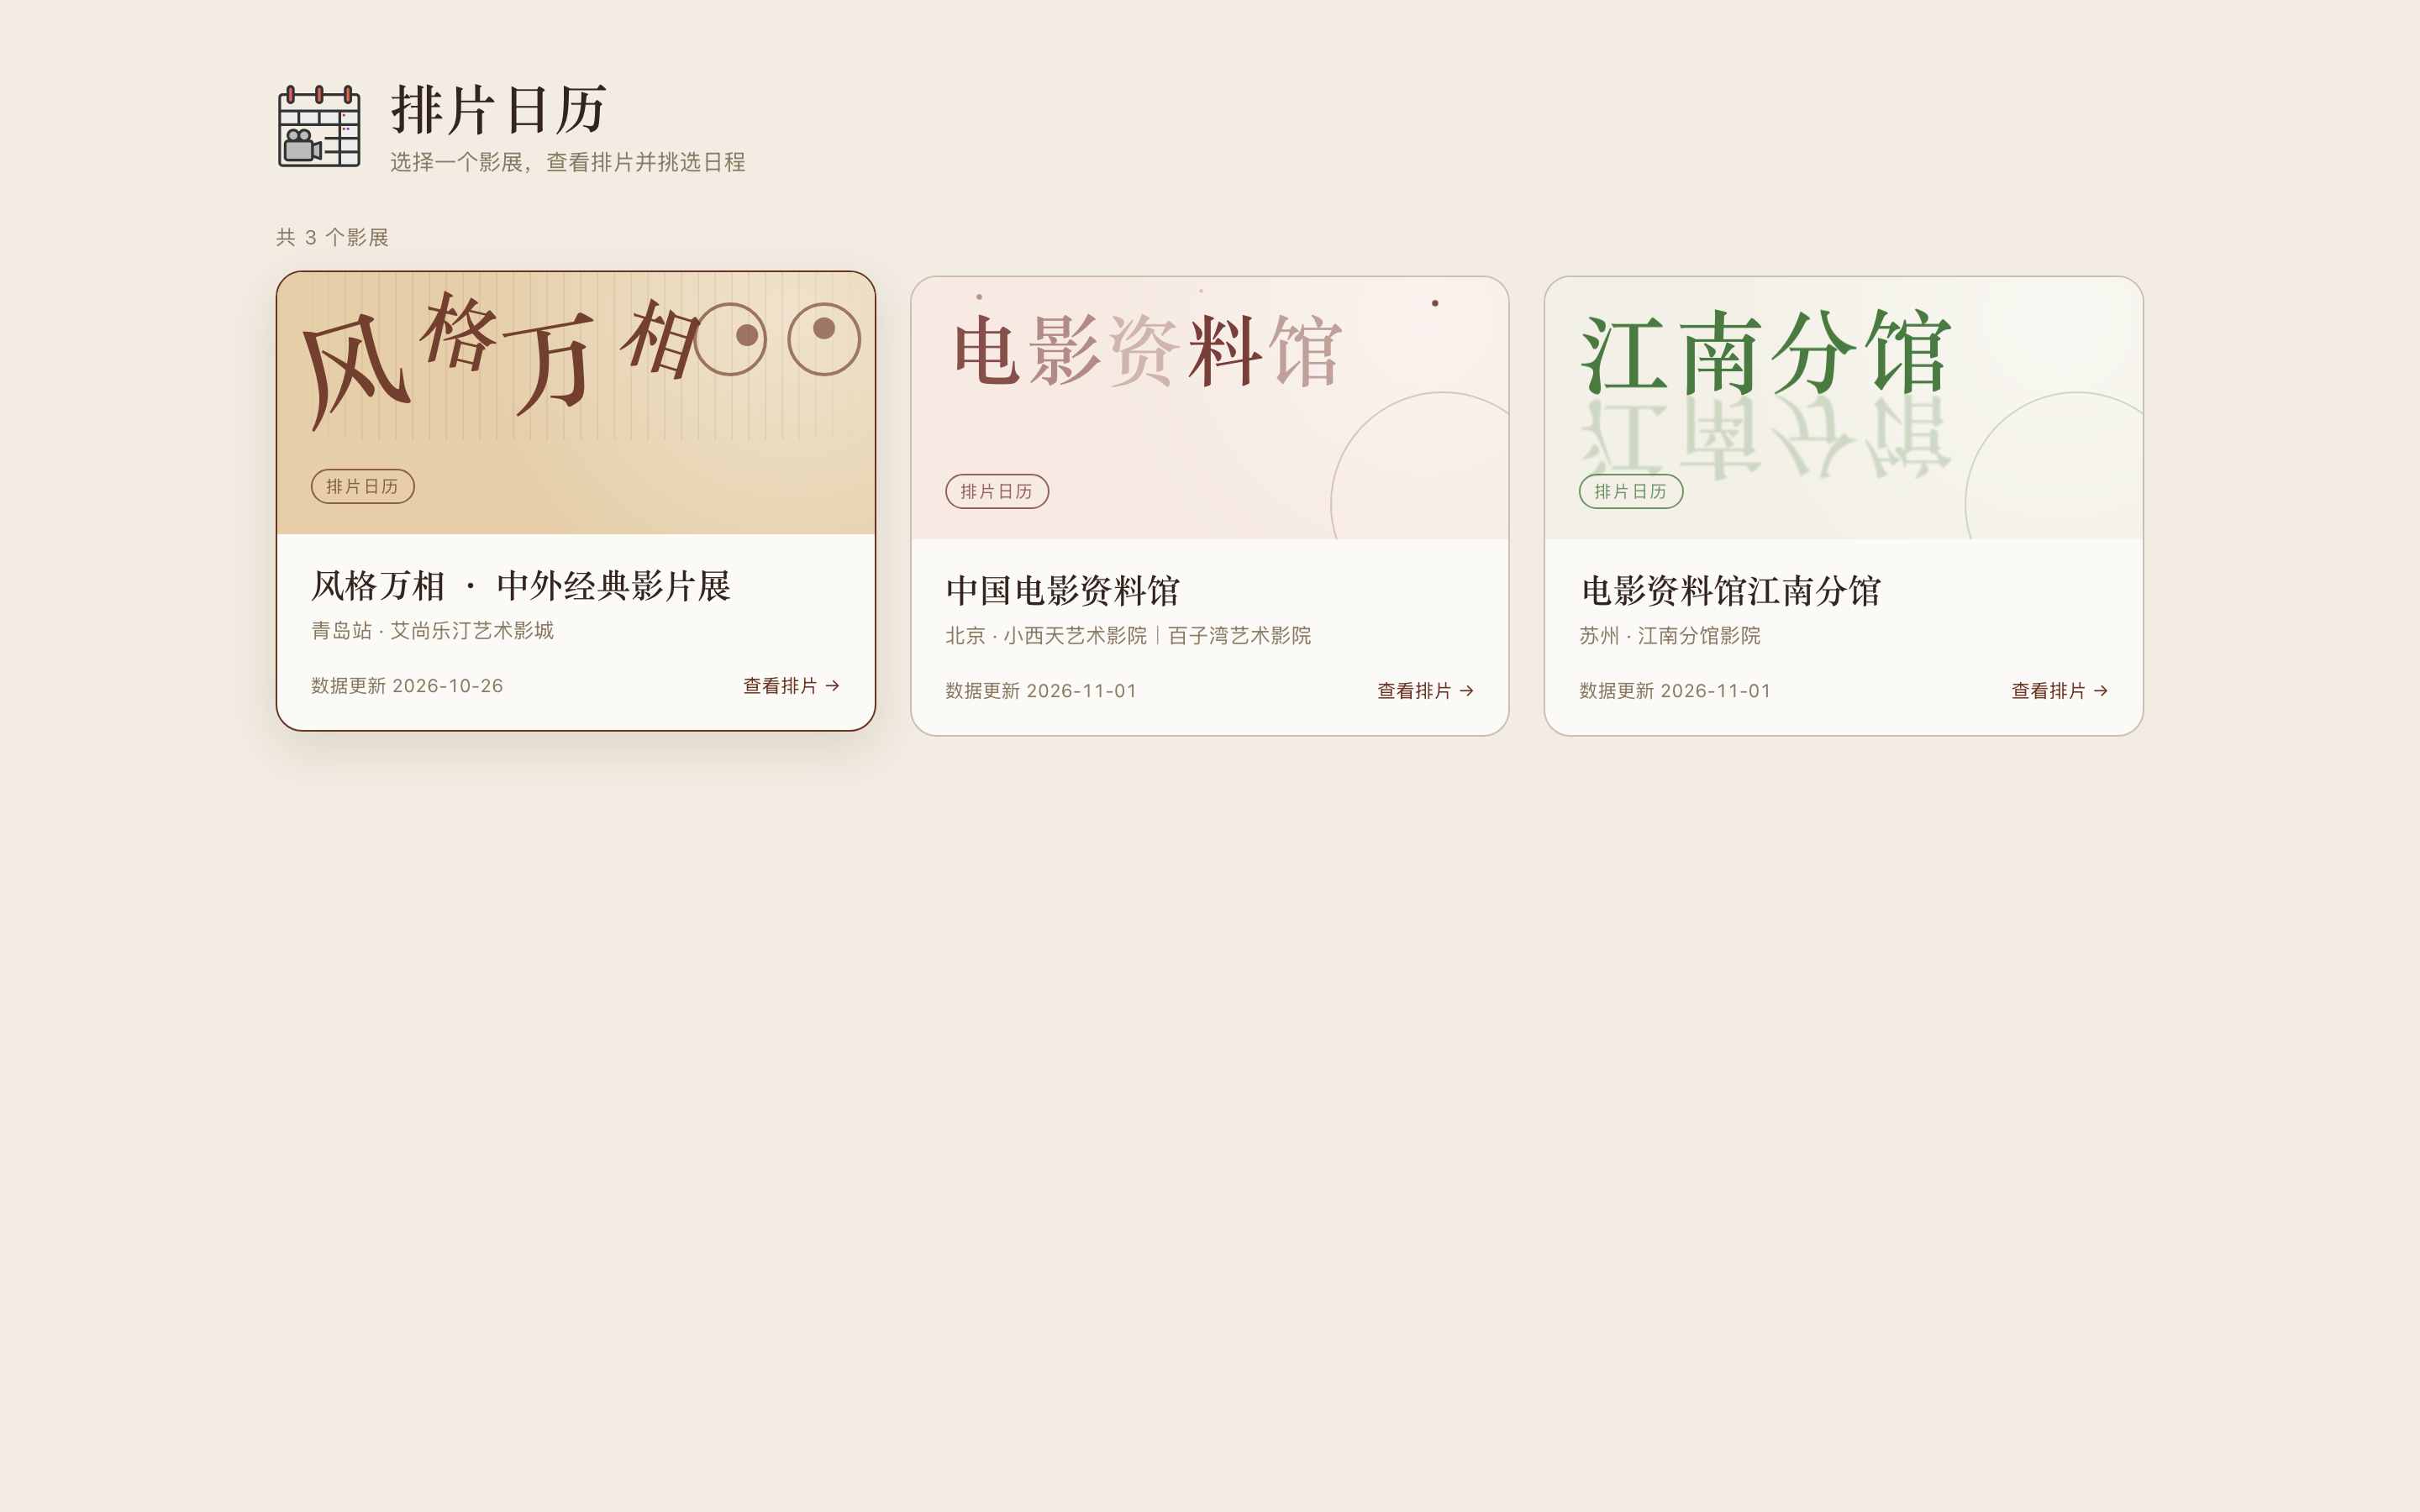 排片日历
选择一个影展，查看排片并挑选日程
共 3 个影展
风格万相
排片日历
风格万相 · 中外经典影片展
青岛站 · 艾尚乐汀艺术影城
数据更新 2026-10-26
查看排片 →
电影资料馆
排片日历
中国电影资料馆
北京 · 小西天艺术影院｜百子湾艺术影院
数据更新 2026-11-01
查看排片 →
江南分馆
江南分馆
排片日历
电影资料馆江南分馆
苏州 · 江南分馆影院
数据更新 2026-11-01
查看排片 →